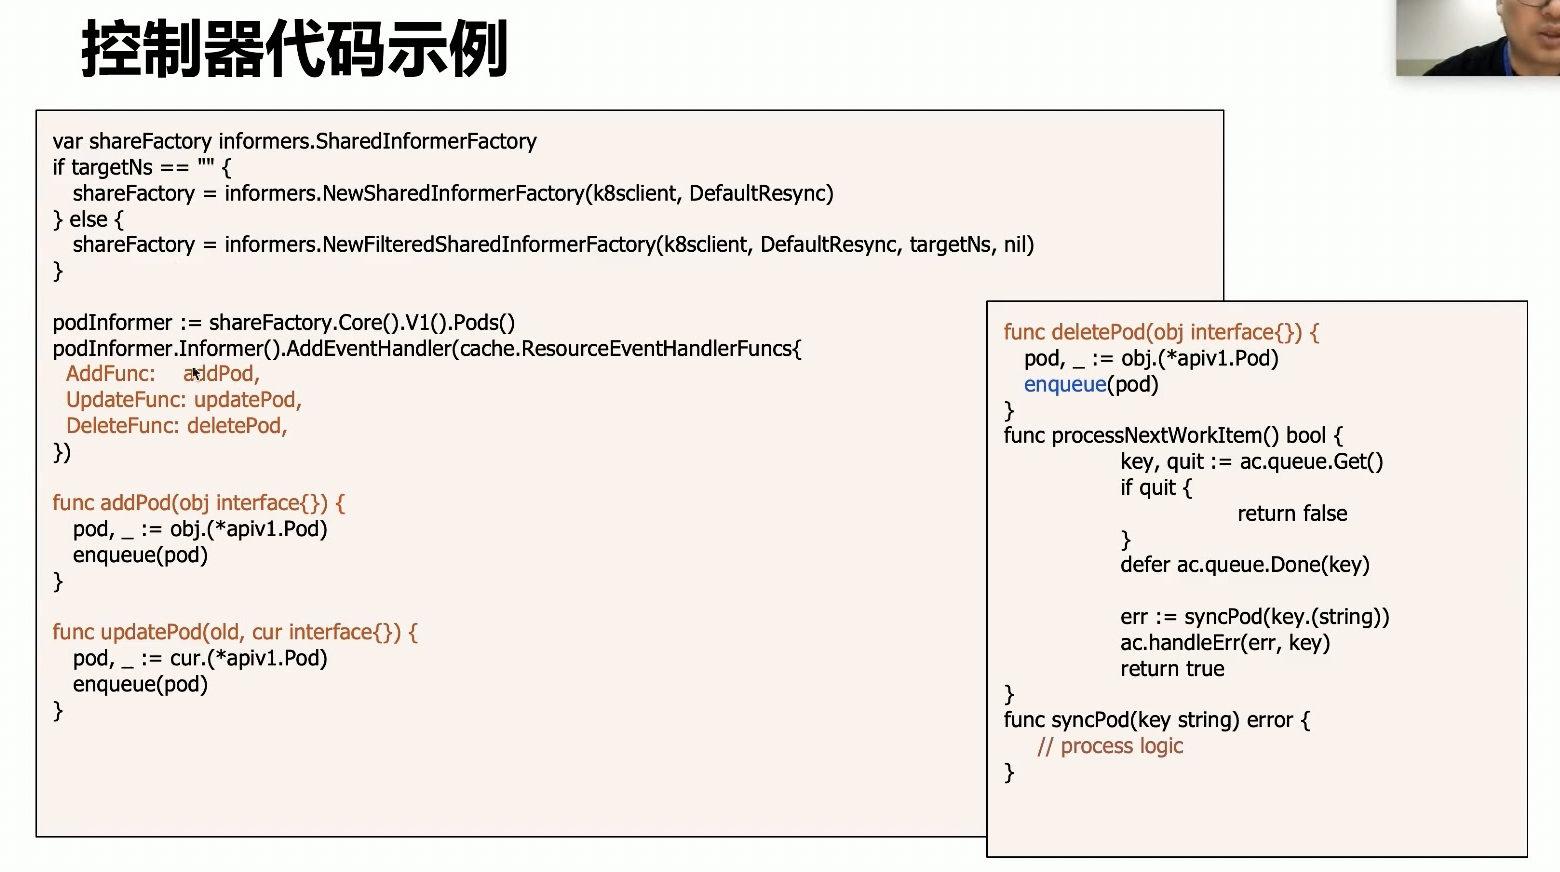 控制器代码示例
var shareFactory informers.SharedInformerFactory
if targetNs == "" {
shareFactory = informers.NewSharedInformerFactory(k8sclient, DefaultResync)
} else {
shareFactory = informers.NewFilteredSharedInformerFactory(k8sclient, DefaultResync, targetNs, nil)
}
podInformer := shareFactory.Core().V1().Pods()
podInformer.Informer().AddEventHandler(cache.ResourceEventHandlerFuncs{
AddFunc: addPod,
UpdateFunc: updatePod,
DeleteFunc: deletePod,
})
func addPod(obj interface{}) {
pod, _ := obj.(*apiv1.Pod)
enqueue(pod)
}
func updatePod(old, cur interface{}) {
pod, _ := cur.(*apiv1.Pod)
enqueue(pod)
}
func deletePod(obj interface{}) {
pod, _ := obj.(*apiv1.Pod)
enqueue(pod)
}
func processNextWorkItem() bool {
key, quit := ac.queue.Get()
if quit {
return false
}
defer ac.queue.Done(key)
err := syncPod(key.(string))
ac.handleErr(err, key)
return true
}
func syncPod(key string) error {
// process logic
}